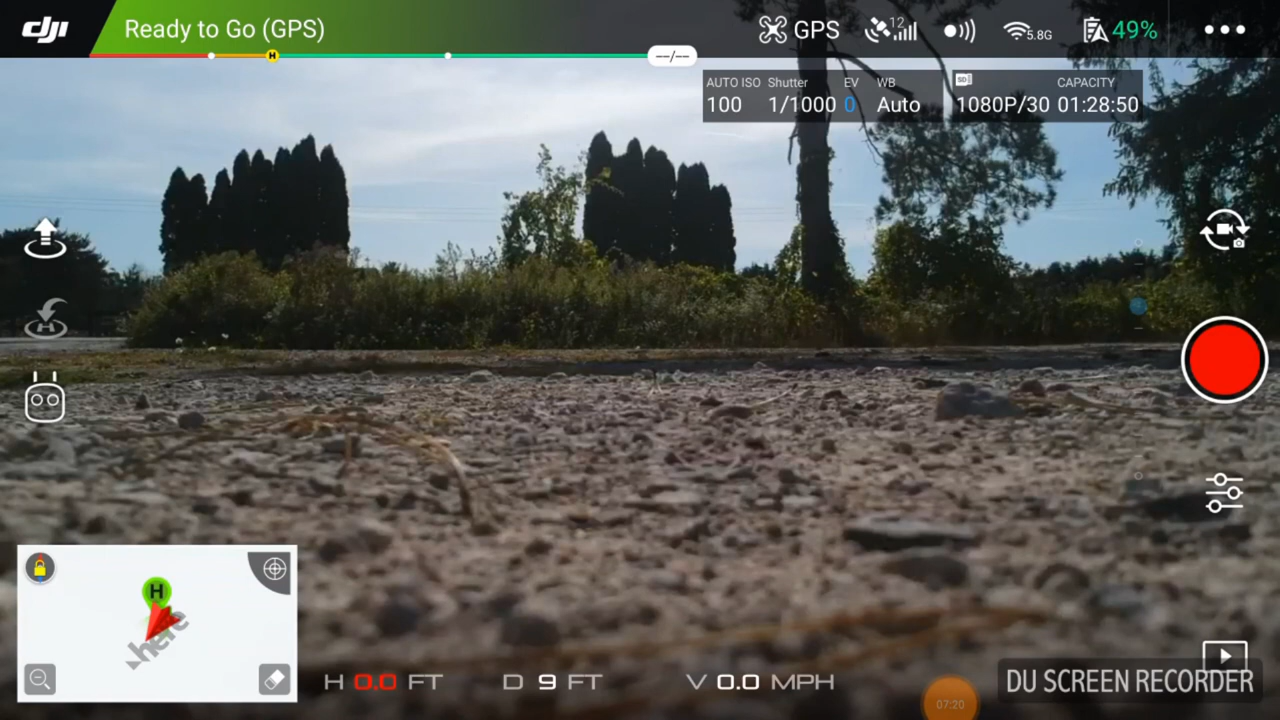 dji Ready to Go (GPS) GPS 12 5.8G 49%
H --/--
AUTO ISO Shutter EV WB SD CAPACITY
100 1/1000 0 Auto 1080P/30 01:28:50
H
H
here
H 0.0 FT D 9 FT V 0.0 MPH
DU SCREEN RECORDER
07:20